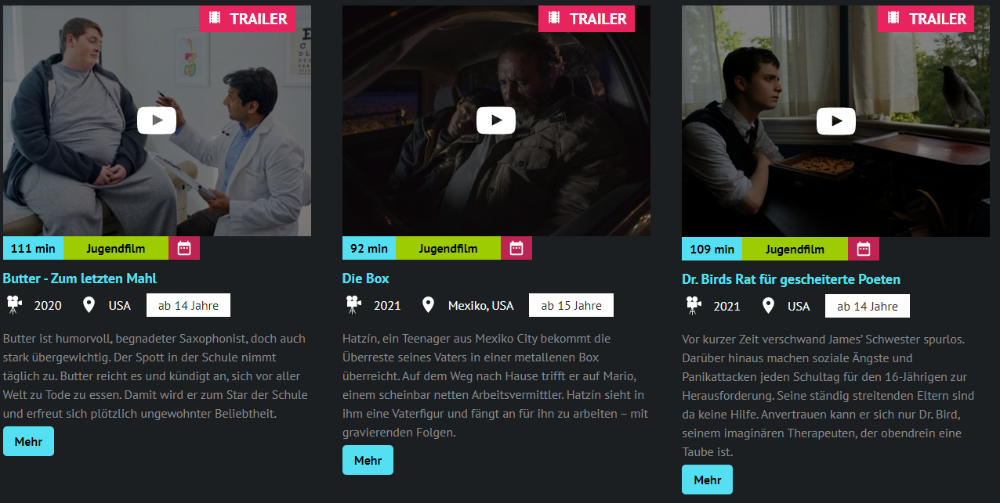 TRAILER
111 min Jugendfilm
Butter - Zum letzten Mahl
2020 USA ab 14 Jahre
Butter ist humorvoll, begnadeter Saxophonist, doch auch
stark übergewichtig. Der Spott in der Schule nimmt
täglich zu. Butter reicht es und kündigt an, sich vor aller
Welt zu Tode zu essen. Damit wird er zum Star der Schule
und erfreut sich plötzlich ungewohnter Beliebtheit.
Mehr
TRAILER
92 min Jugendfilm
Die Box
2021 Mexiko, USA ab 15 Jahre
Hatzín, ein Teenager aus Mexiko City bekommt die
Überreste seines Vaters in einer metallenen Box
überreicht. Auf dem Weg nach Hause trifft er auf Mario,
einem scheinbar netten Arbeitsvermittler. Hatzín sieht in
ihm eine Vaterfigur und fängt an für ihn zu arbeiten – mit
gravierenden Folgen.
Mehr
TRAILER
109 min Jugendfilm
Dr. Birds Rat für gescheiterte Poeten
2021 USA ab 14 Jahre
Vor kurzer Zeit verschwand James’ Schwester spurlos.
Darüber hinaus machen soziale Ängste und
Panikattacken jeden Schultag für den 16-Jährigen zur
Herausforderung. Seine ständig streitenden Eltern sind
da keine Hilfe. Anvertrauen kann er sich nur Dr. Bird,
seinem imaginären Therapeuten, der obendrein eine
Taube ist.
Mehr